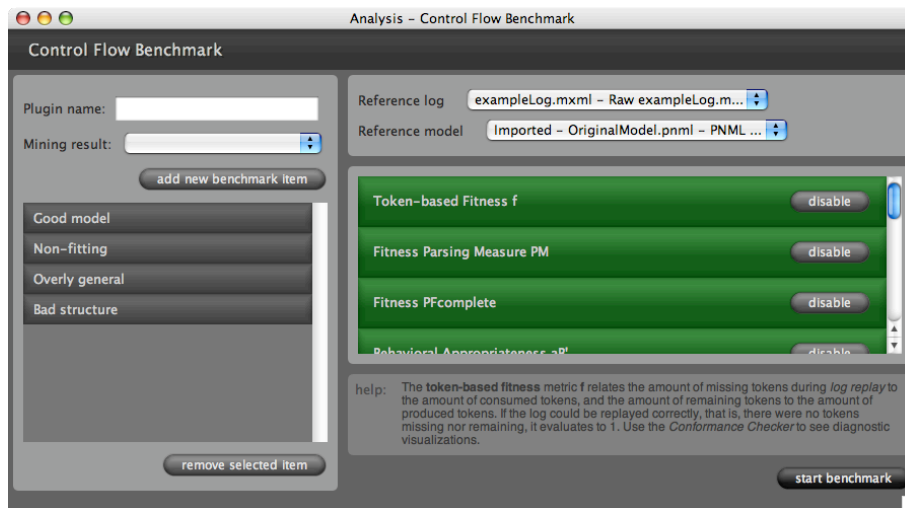 Analysis – Control Flow Benchmark
Control Flow Benchmark
Plugin name:
Mining result:
add new benchmark item
Good model
Non-fitting
Overly general
Bad structure
remove selected item
Reference log exampleLog.mxml – Raw exampleLog.m...
Reference model Imported – OriginalModel.pnml – PNML ...
Token-based Fitness f disable
Fitness Parsing Measure PM disable
Fitness PFcomplete disable
Behavioral Appropriateness aB' disable
help: The token-based fitness metric f relates the amount of missing tokens during log replay to
the amount of consumed tokens, and the amount of remaining tokens to the amount of
produced tokens. If the log could be replayed correctly, that is, there were no tokens
missing nor remaining, it evaluates to 1. Use the Conformance Checker to see diagnostic
visualizations.
start benchmark